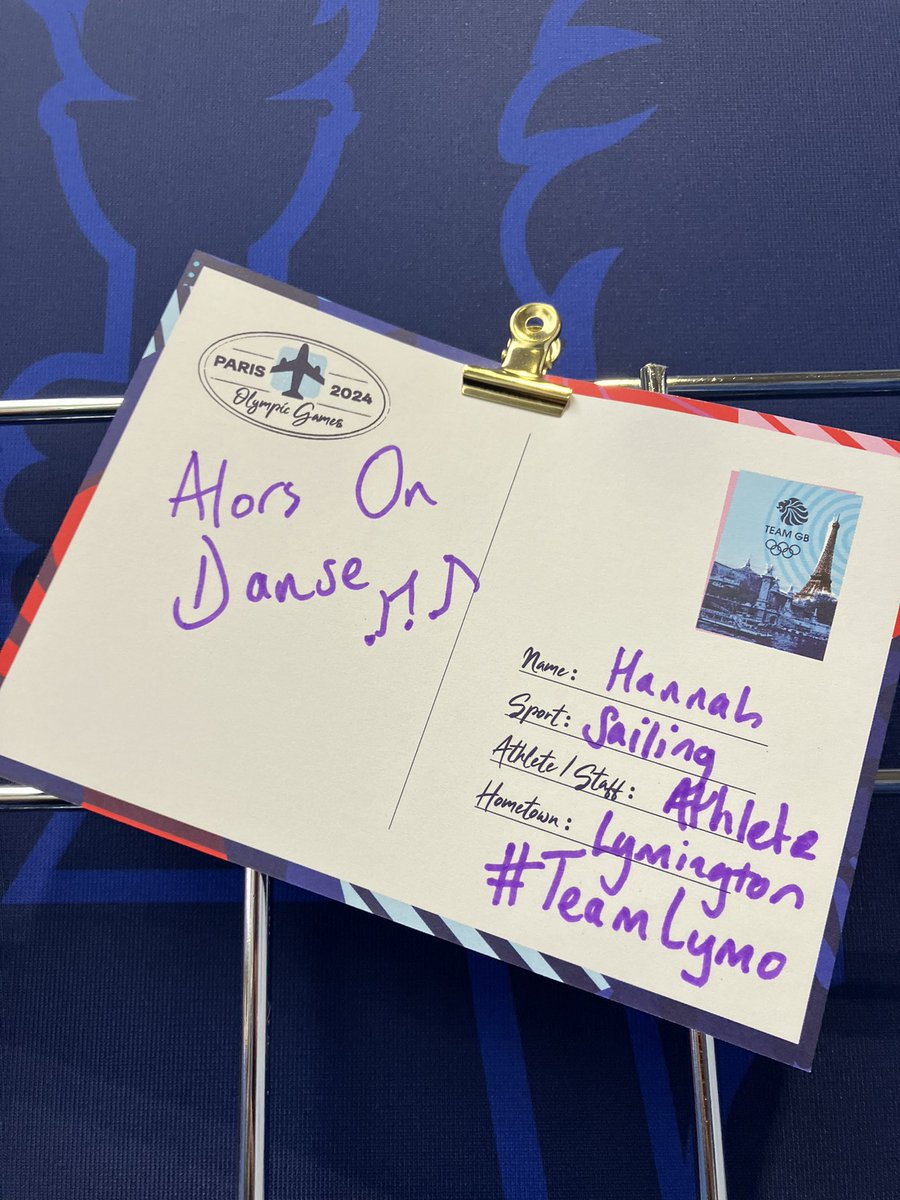 PARIS 2024
Olympic Games
Alors On
Danse
TEAM GB
Name: Hannah
Sport: Sailing
Athlete / Staff: Athlete
Hometown: Lymington
#TeamLymo